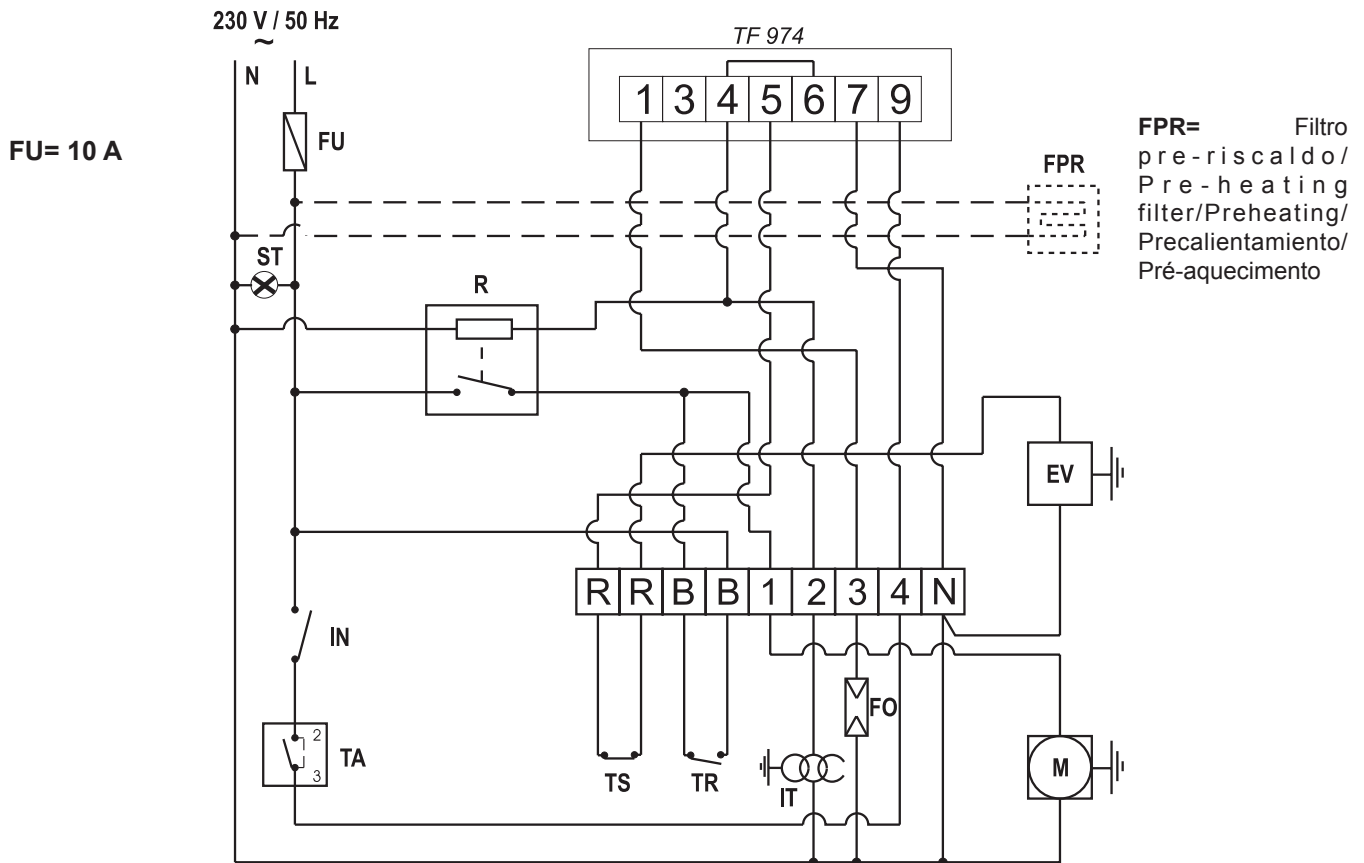 230 V / 50 Hz
~
TF 974
N L
1 3 4 5 6 7 9
FU= 10 A
FU
FPR
FPR= Filtro
pre-riscaldo/
Pre-heating
filter/Preheating/
Precalientamiento/
Pré-aquecimento
ST
R
EV
R R B B 1 2 3 4 N
IN
FO
2
TA
3
TS
TR
IT
M